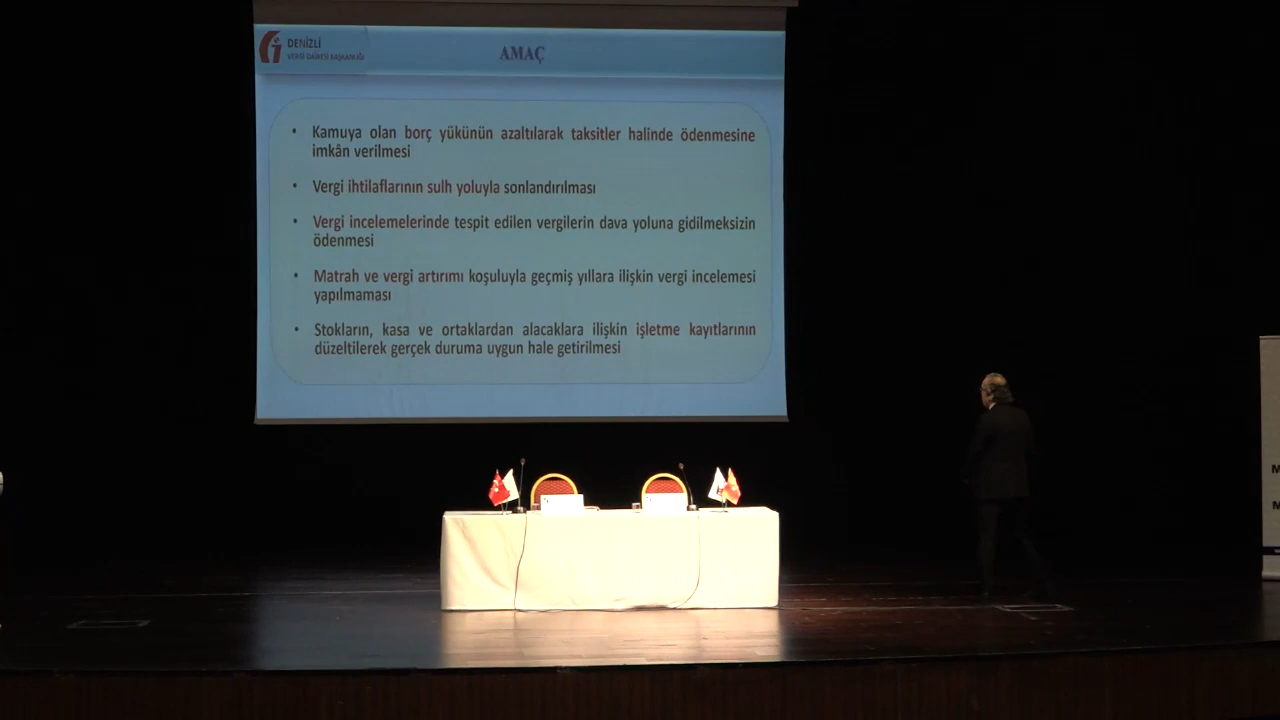 DENİZLİ
VERGİ DAİRESİ BAŞKANLIĞI
AMAÇ
• Kamuya olan borç yükünün azaltılarak taksitler halinde ödenmesine
imkân verilmesi
• Vergi ihtilaflarının sulh yoluyla sonlandırılması
• Vergi incelemelerinde tespit edilen vergilerin dava yoluna gidilmeksizin
ödenmesi
• Matrah ve vergi artırımı koşuluyla geçmiş yıllara ilişkin vergi incelemesi
yapılmaması
• Stokların, kasa ve ortaklardan alacaklara ilişkin işletme kayıtlarının
düzeltilerek gerçek duruma uygun hale getirilmesi
M
M